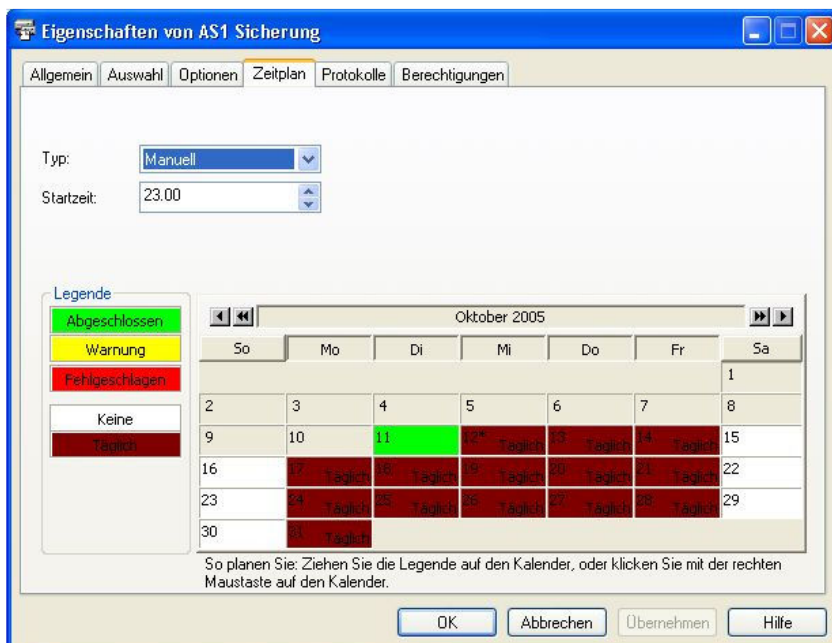 Eigenschaften von AS1 Sicherung
Allgemein Auswahl Optionen Zeitplan Protokolle Berechtigungen
Typ: Manuell
Startzeit: 23.00
Legende
Abgeschlossen
Warnung
Fehlgeschlagen
Keine
Täglich
Oktober 2005
So Mo Di Mi Do Fr Sa
1
2 3 4 5 6 7 8
9 10 11 12* Täglich 13 Täglich 14 Täglich 15
16 17 Täglich 18 Täglich 19 Täglich 20 Täglich 21 Täglich 22
23 24 Täglich 25 Täglich 26 Täglich 27 Täglich 28 Täglich 29
30 31 Täglich
So planen Sie: Ziehen Sie die Legende auf den Kalender, oder klicken Sie mit der rechten
Maustaste auf den Kalender.
OK Abbrechen Übernehmen Hilfe